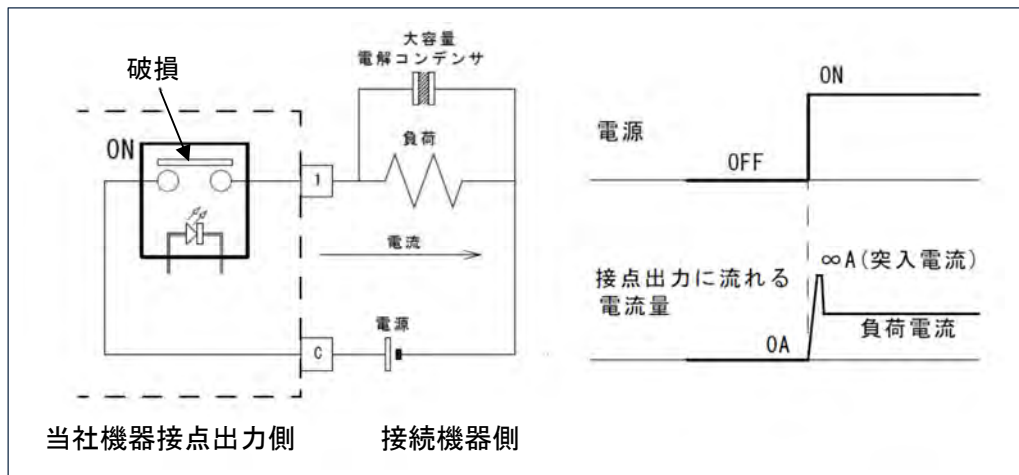 大容量
電解コンデンサ
破損
ON
負荷
1
電流
電源
C
当社機器接点出力側
接続機器側
ON
電源
OFF
∞A(突入電流)
接点出力に流れる
電流量
0A
負荷電流